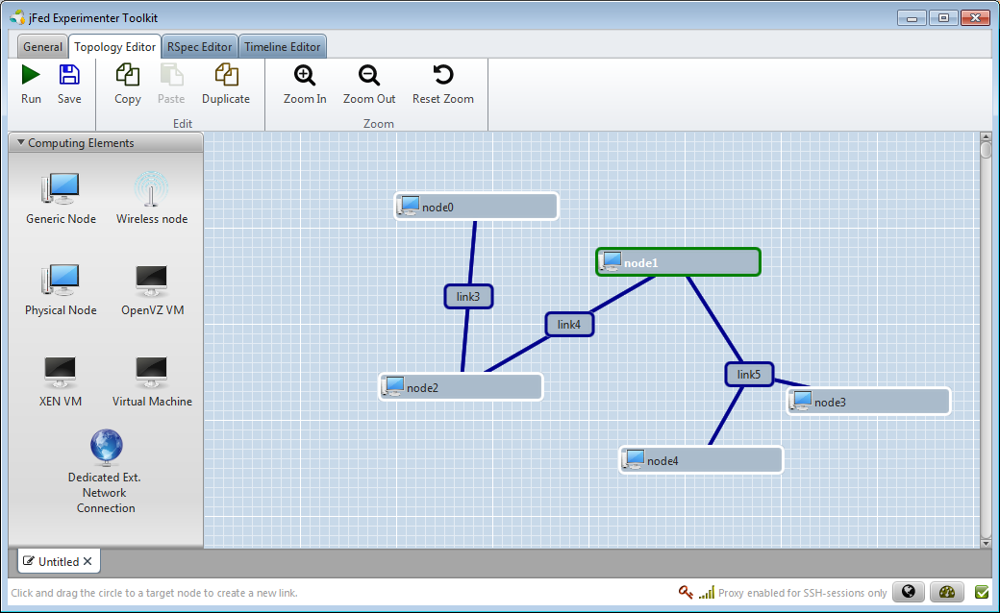 jFed Experimenter Toolkit
General Topology Editor RSpec Editor Timeline Editor
Run Save Copy Paste Duplicate Zoom In Zoom Out Reset Zoom
Edit Zoom
Computing Elements
Generic Node Wireless node
Physical Node OpenVZ VM
XEN VM Virtual Machine
Dedicated Ext.
Network
Connection
node0
node1
link3
link4
link5
node2
node3
node4
Untitled
Click and drag the circle to a target node to create a new link.
Proxy enabled for SSH-sessions only